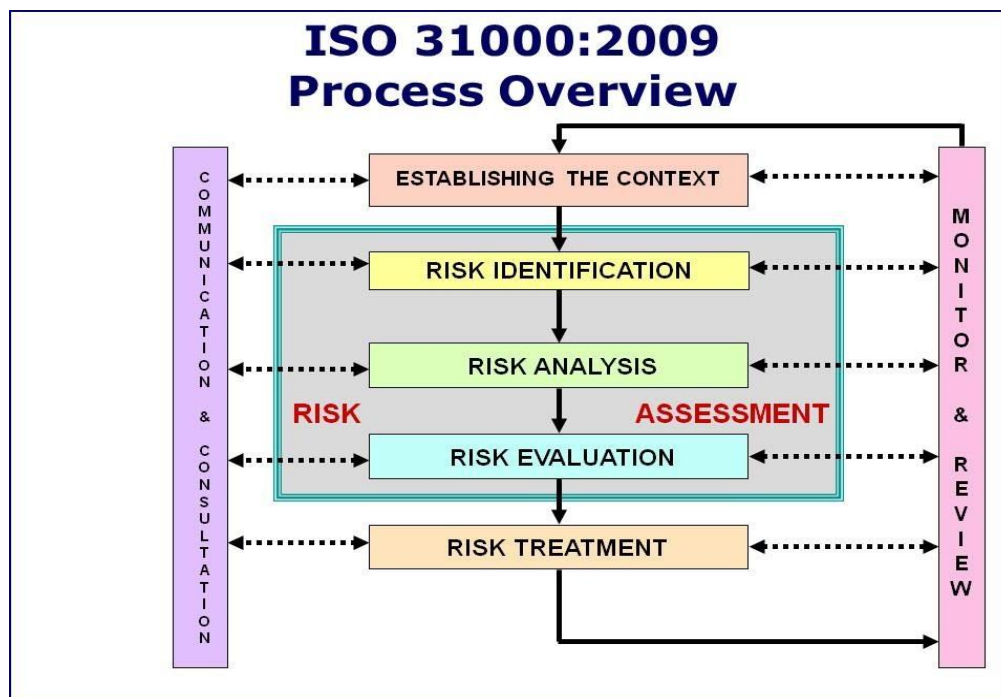 ISO 31000:2009
Process Overview
COMMUNICATION & CONSULTATION
ESTABLISHING THE CONTEXT
RISK IDENTIFICATION
RISK ANALYSIS
RISK ASSESSMENT
RISK EVALUATION
RISK TREATMENT
MONITOR & REVIEW